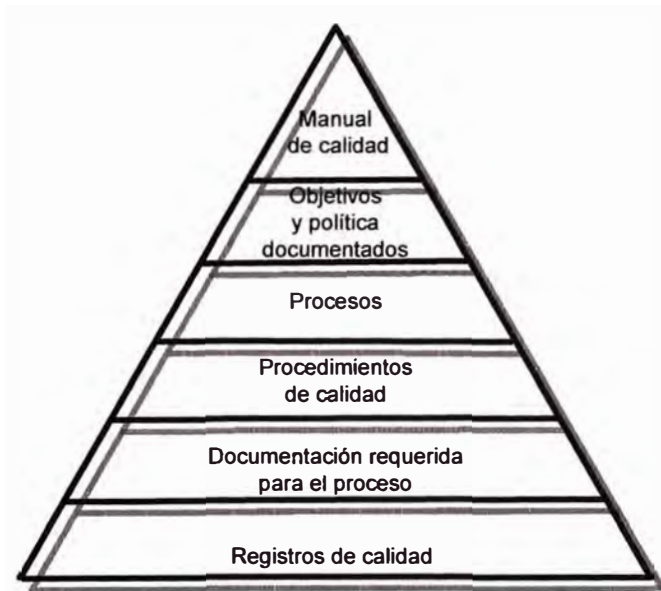 Manual
de calidad
Objetivos
y política
documentados
Procesos
Procedimientos
de calidad
Documentación requerida
para el proceso
Registros de calidad